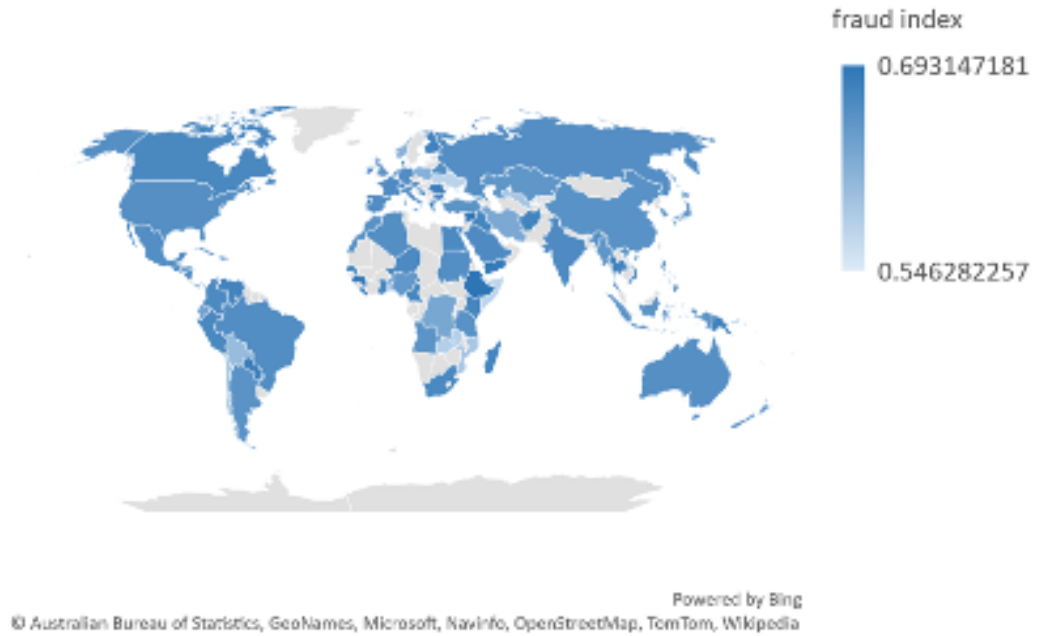 fraud index
0.693147181
0.546282257
Powered by Bing
© Australian Bureau of Statistics, GeoNames, Microsoft, Navinfo, OpenStreetMap, TomTom, Wikipedia